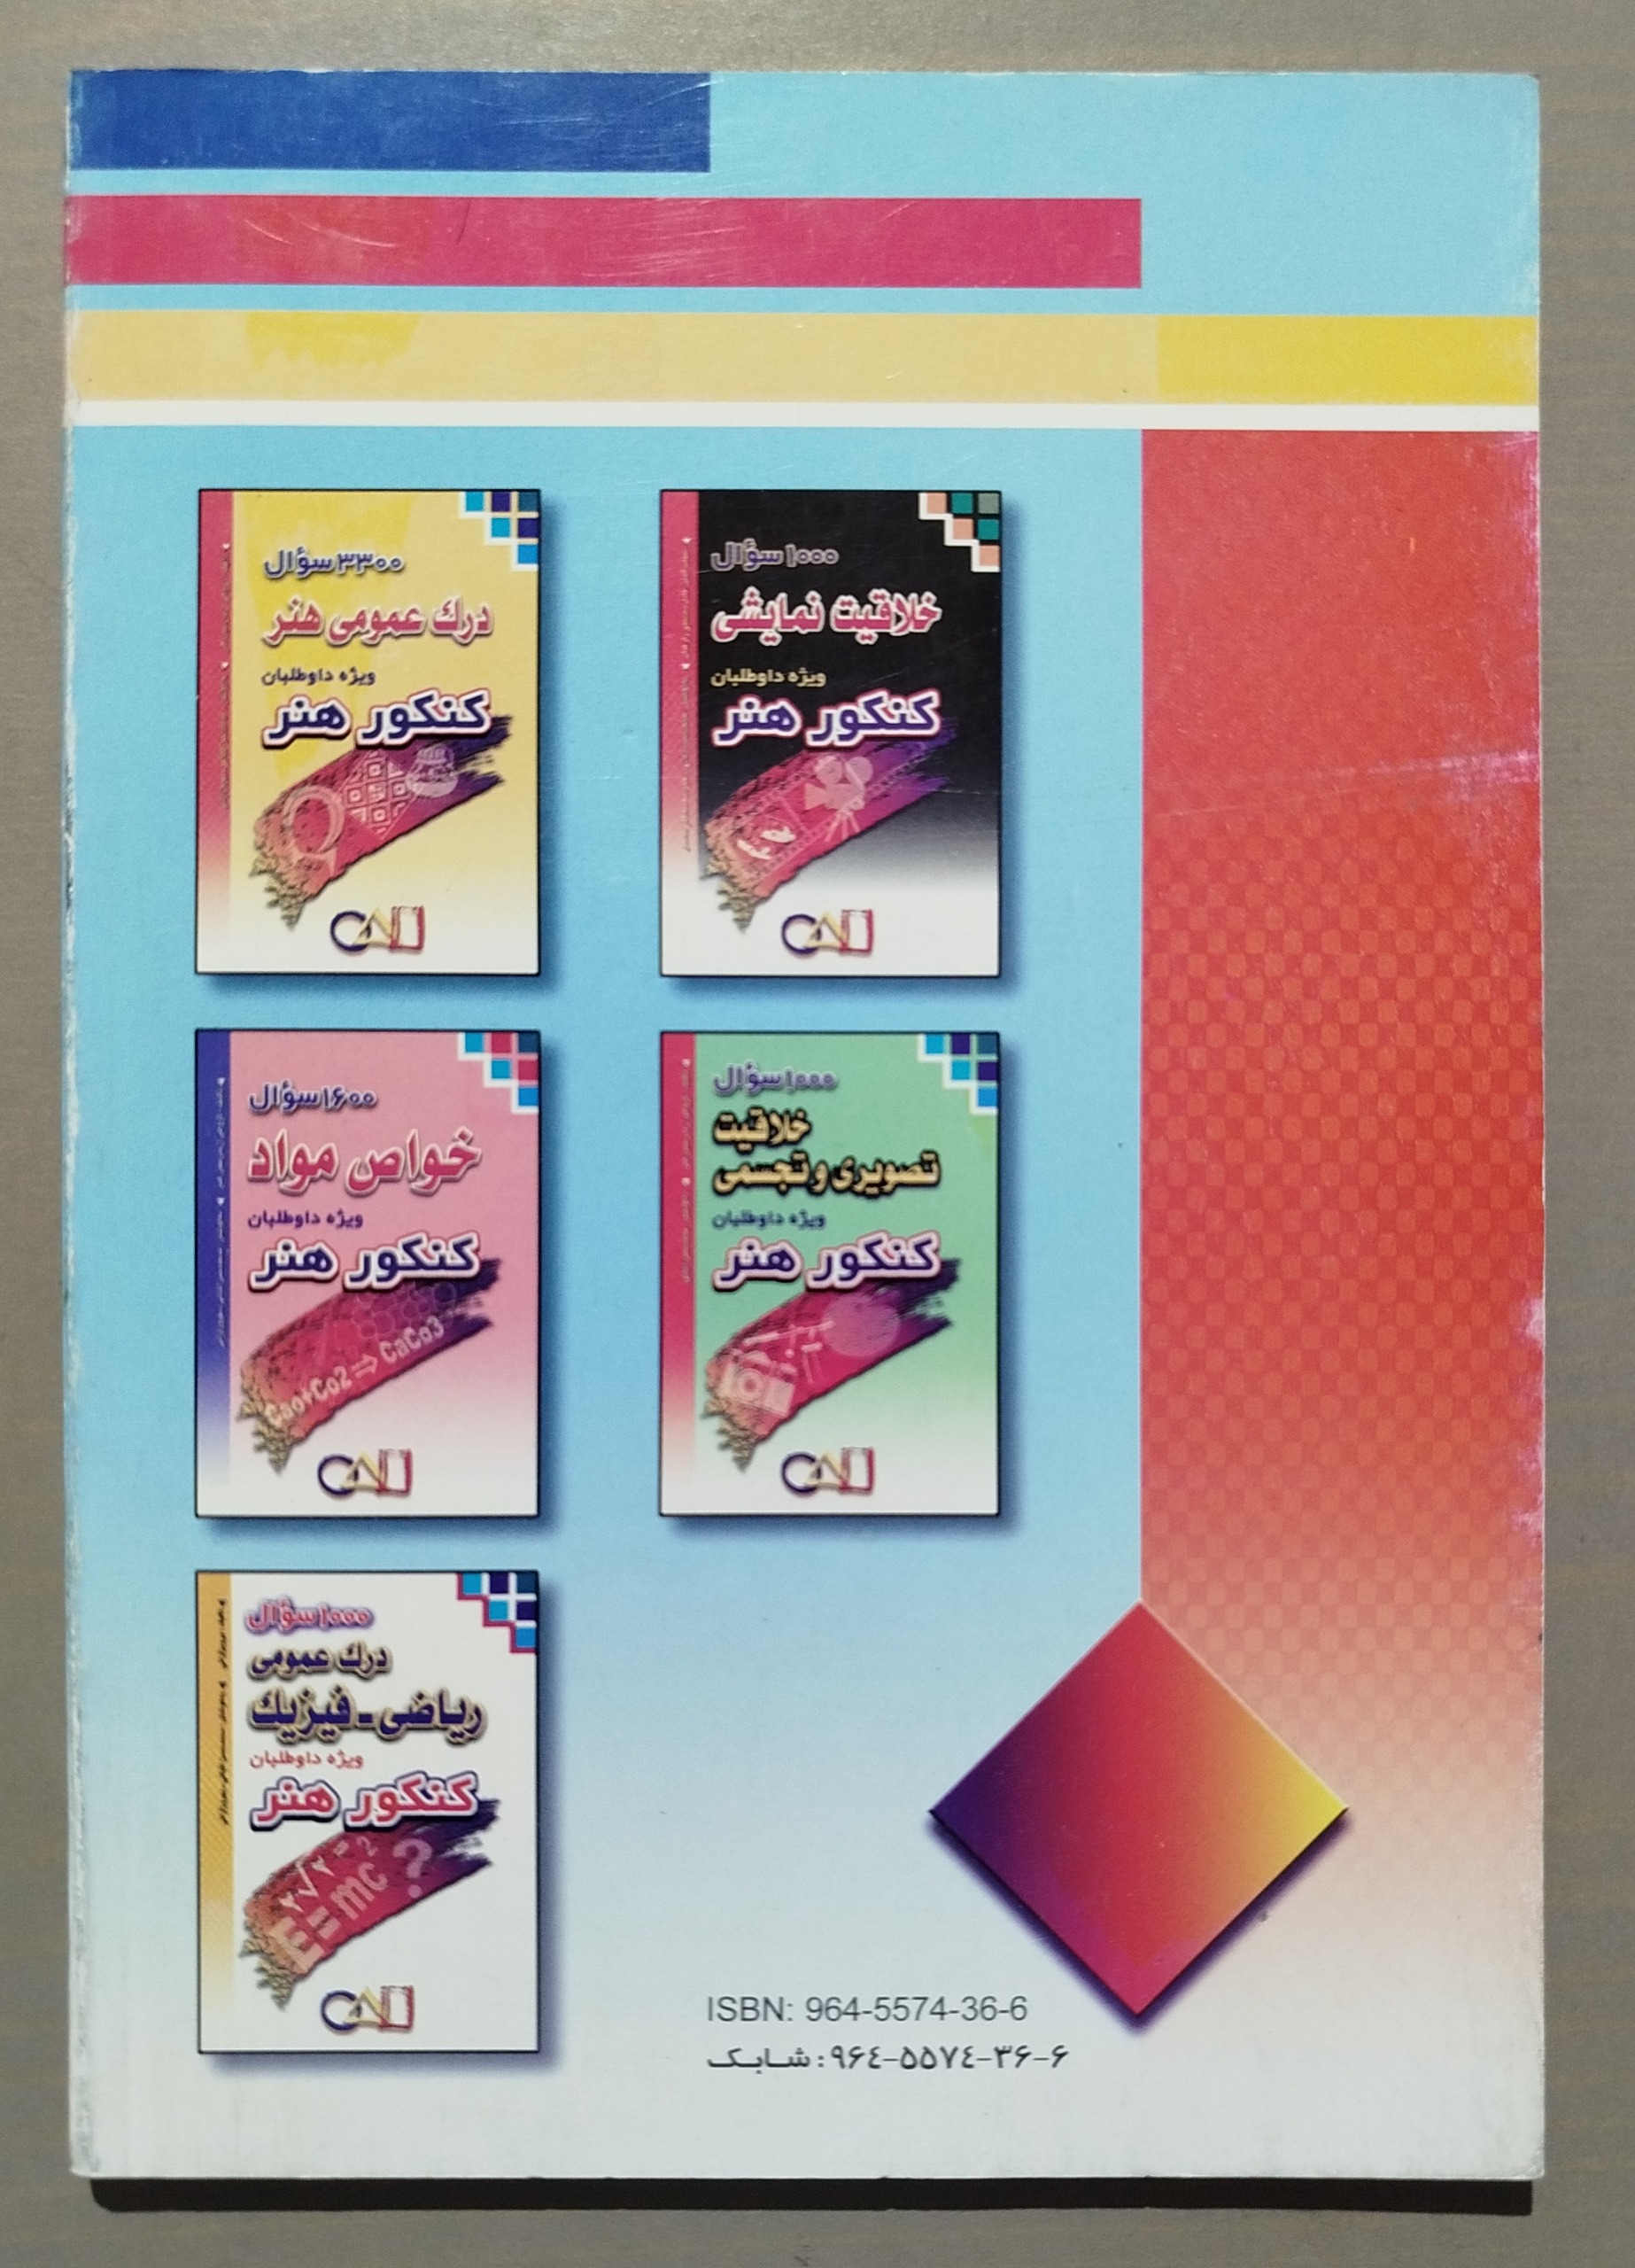 ۱۰۰۰ سؤال
خلاقیت نمایشی
ویژه داوطلبان
کنکور هنر
۳۳۰۰ سؤال
درک عمومی هنر
ویژه داوطلبان
کنکور هنر
۱۰۰۰ سؤال
خلاقیت
تصویری و تجسمی
ویژه داوطلبان
کنکور هنر
۱۶۰۰ سؤال
خواص مواد
ویژه داوطلبان
کنکور هنر
Cao+Co2 ⇒ CaCo3
۱۰۰۰ سؤال
درک عمومی
ریاضی - فیزیک
ویژه داوطلبان
کنکور هنر
E=mc ?
ISBN: 964-5574-36-6
شابک: ۹۶۴-۵۵۷۴-۳۶-۶